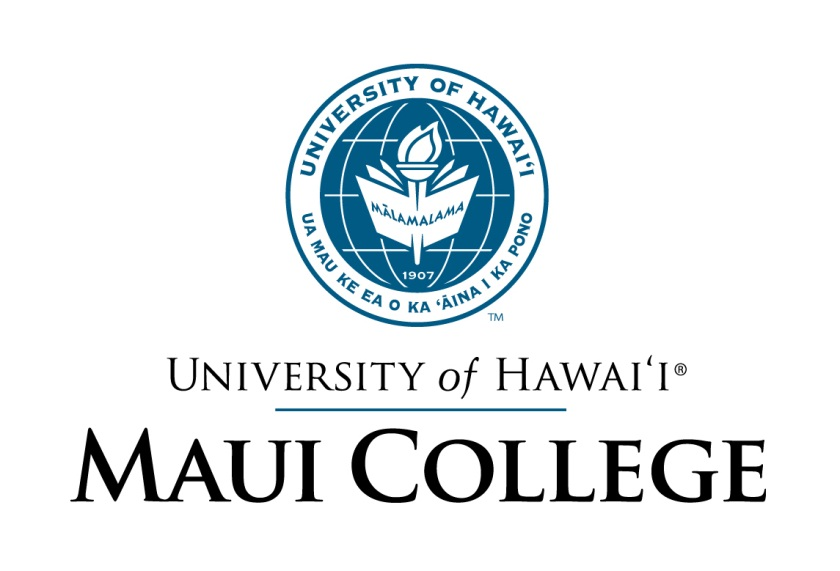 UNIVERSITY OF HAWAIʻI
MĀLAMALAMA
1907
UA MAU KE EA O KA ʻĀINA I KA PONO
TM
UNIVERSITY of HAWAIʻI®
MAUI COLLEGE